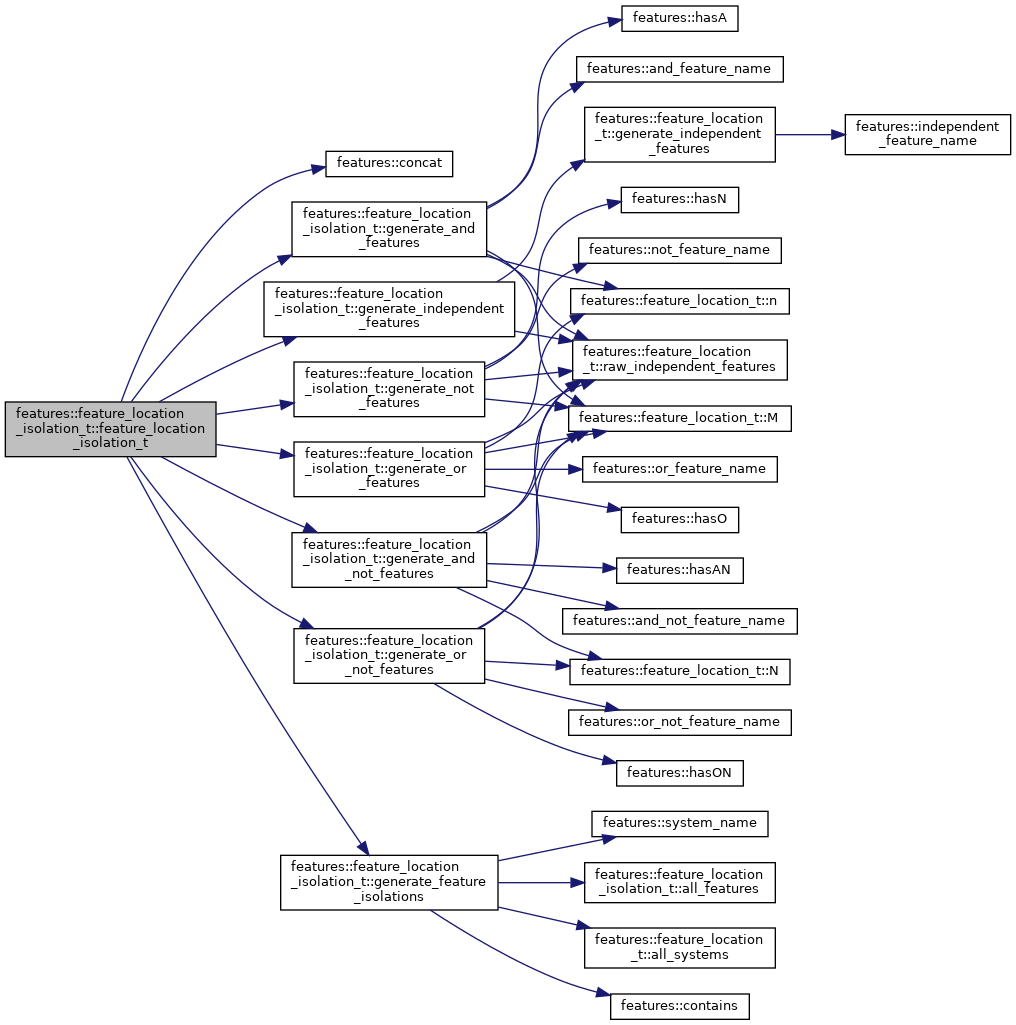 features::feature_location
_isolation_t::feature_location
_isolation_t
features::concat
features::feature_location
_isolation_t::generate_and
_features
features::feature_location
_isolation_t::generate_independent
_features
features::feature_location
_isolation_t::generate_not
_features
features::feature_location
_isolation_t::generate_or
_features
features::feature_location
_isolation_t::generate_and
_not_features
features::feature_location
_isolation_t::generate_or
_not_features
features::feature_location
_isolation_t::generate_feature
_isolations
features::hasA
features::and_feature_name
features::feature_location
_t::generate_independent
_features
features::hasN
features::not_feature_name
features::feature_location_t::n
features::feature_location
_t::raw_independent_features
features::feature_location_t::M
features::or_feature_name
features::hasO
features::hasAN
features::and_not_feature_name
features::feature_location_t::N
features::or_not_feature_name
features::hasON
features::system_name
features::feature_location
_isolation_t::all_features
features::feature_location
_t::all_systems
features::contains
features::independent
_feature_name